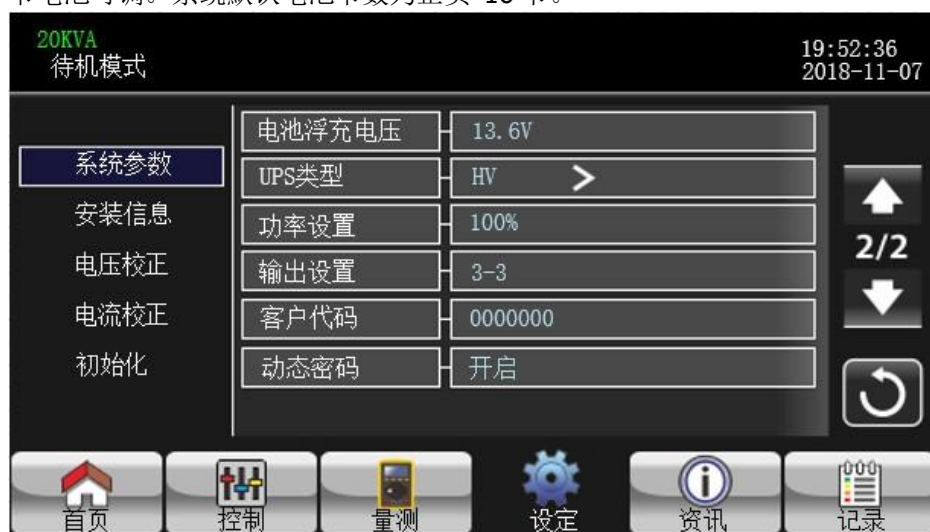 20KVA
待机模式
19:52:36
2018-11-07
系统参数
安装信息
电压校正
电流校正
初始化
电池浮充电压 13.6V
UPS类型 HV >
功率设置 100%
输出设置 3-3
客户代码 0000000
动态密码 开启
2/2
首页 控制 量测 设定 资讯 记录